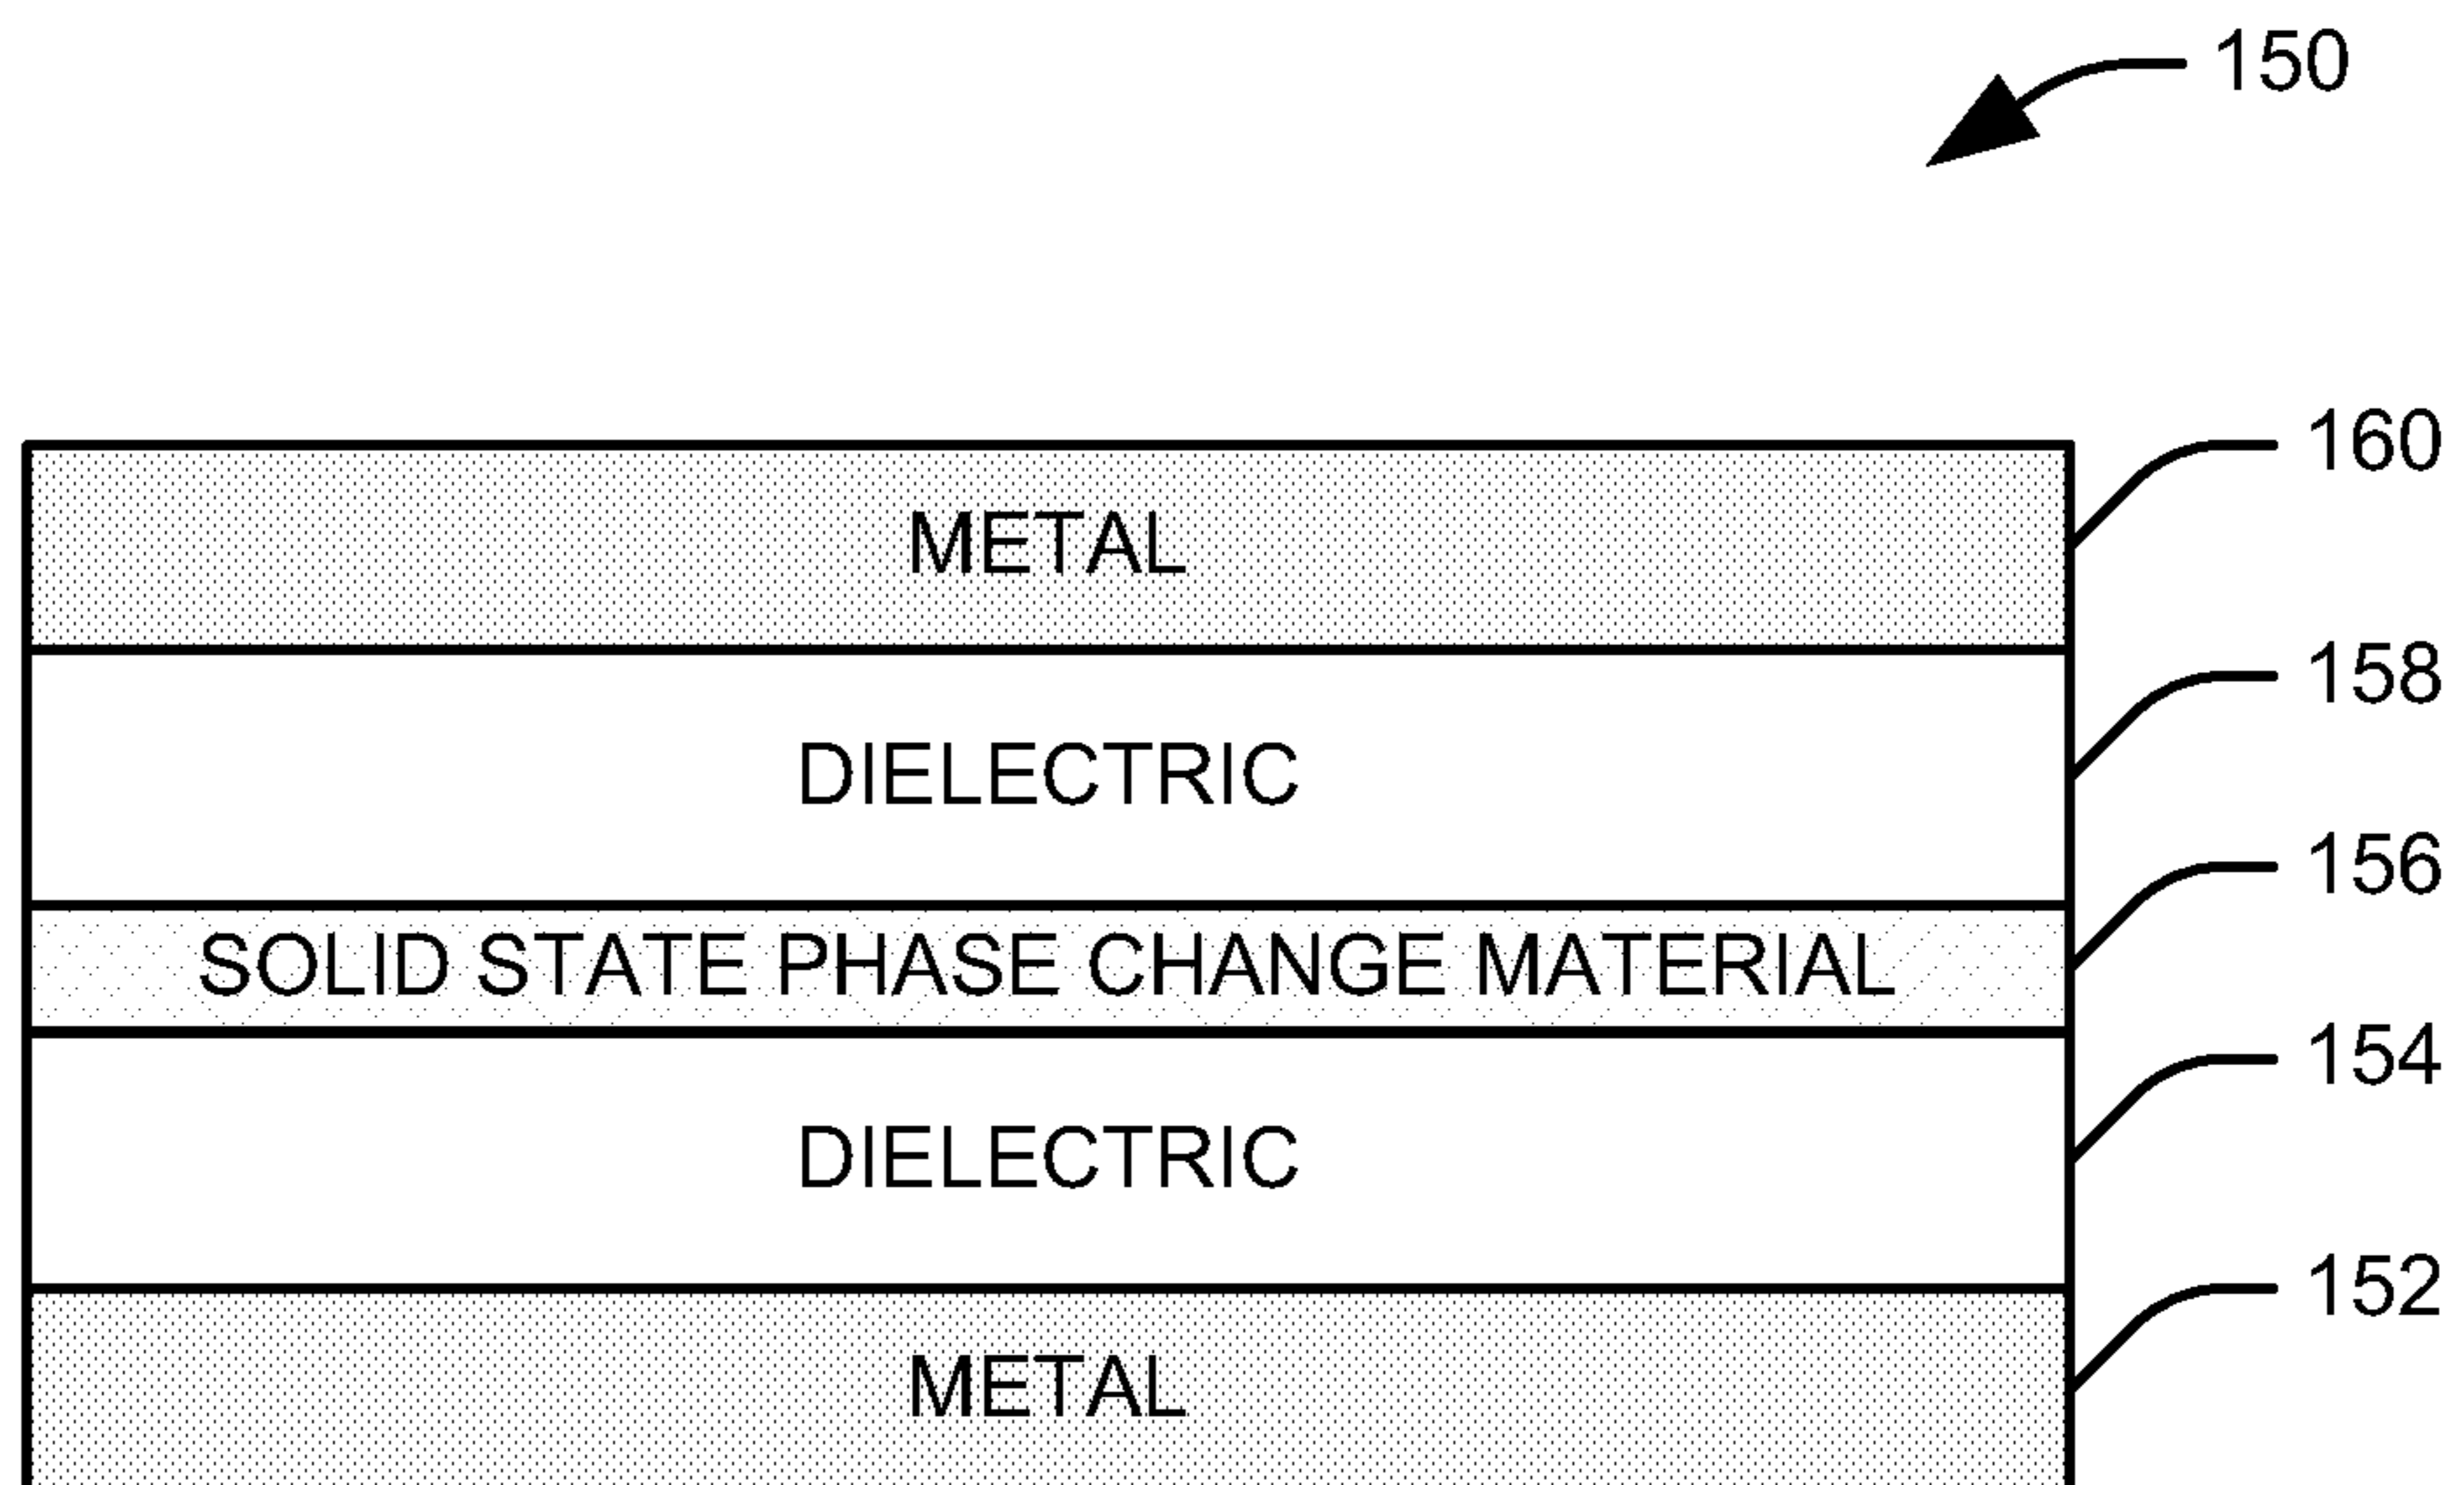 150
160
METAL
158
DIELECTRIC
156
SOLID STATE PHASE CHANGE MATERIAL
154
DIELECTRIC
152
METAL